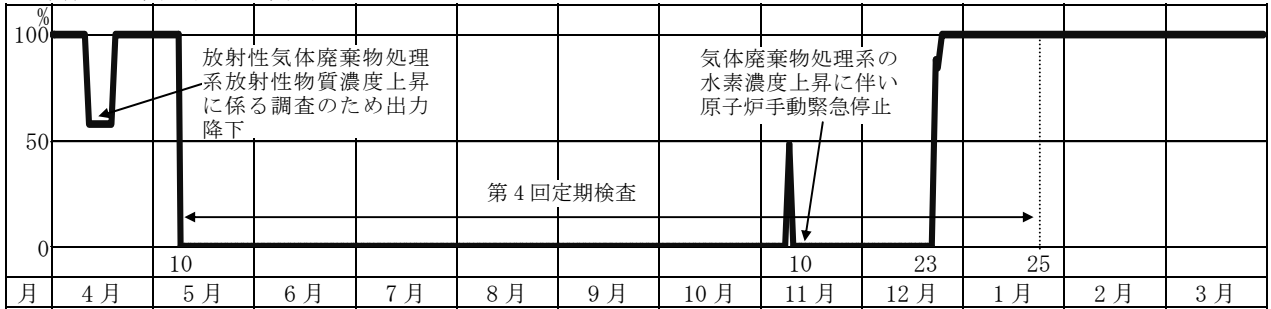 %
100
放射性気体廃棄物処理
系放射性物質濃度上昇
に係る調査のため出力
降下
気体廃棄物処理系の
水素濃度上昇に伴い
原子炉手動緊急停止
50
第4回定期検査
0
10
10
23
25
月
4月
5月
6月
7月
8月
9月
10月
11月
12月
1月
2月
3月